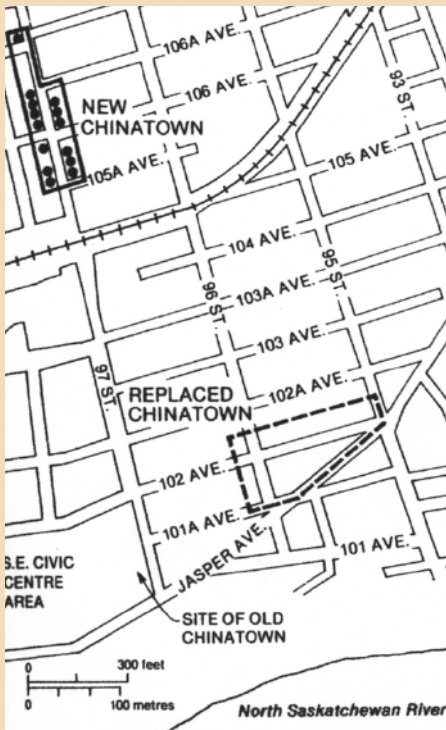 106A AVE.
93 ST.
106 AVE.
NEW
CHINATOWN
105A AVE.
105 AVE.
104 AVE.
96 ST.
95 ST.
103A AVE.
103 AVE.
97 ST.
REPLACED
CHINATOWN
102A AVE.
102 AVE.
101A AVE.
JASPER AVE.
101 AVE.
S.E. CIVIC
CENTRE
AREA
SITE OF OLD
CHINATOWN
0 300 feet
0 100 metres
North Saskatchewan River